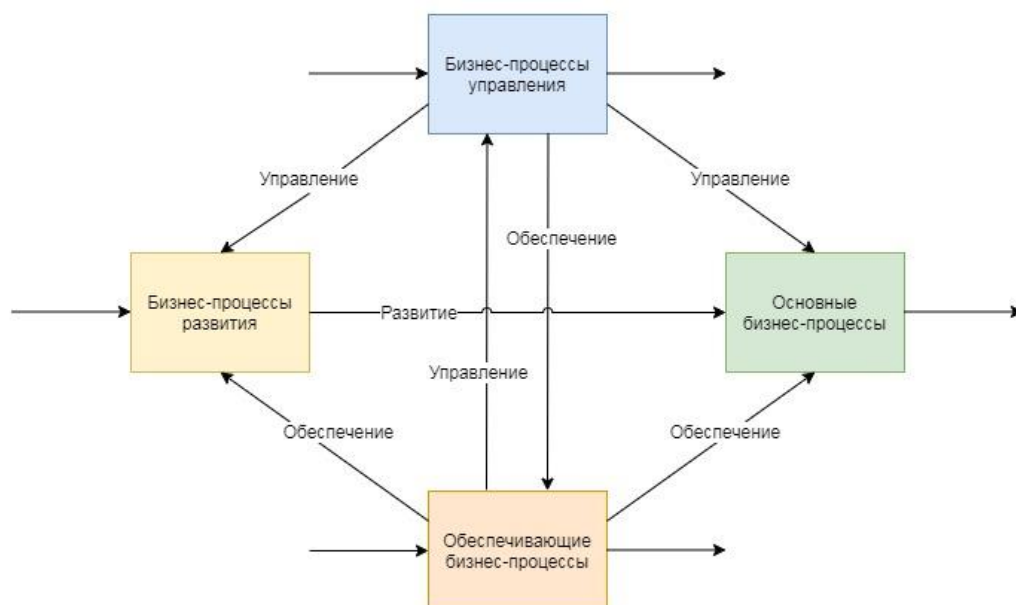 Бизнес-процессы
управления
Управление
Управление
Обеспечение
Бизнес-процессы
развития
Развитие
Основные
бизнес-процессы
Управление
Обеспечение
Обеспечение
Обеспечивающие
бизнес-процессы